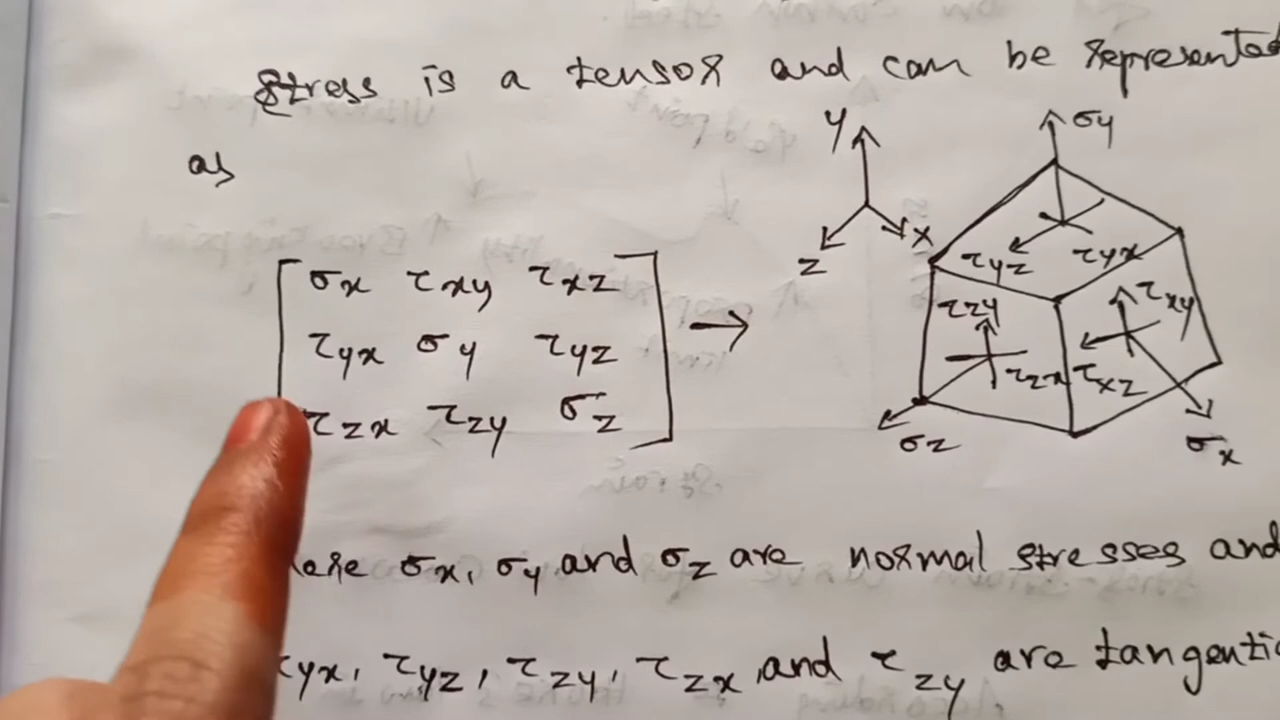 Stress is a tensor and can be represented
as
σx τxy τxz
τyx σy τyz
τzx τzy σz
→
y
x
z
σy
τyz τyx
τzy τxy
τzx τxz
σz
σx
σx, σy and σz are normal stresses and
τyx, τyz, τzy, τzx and τzy are